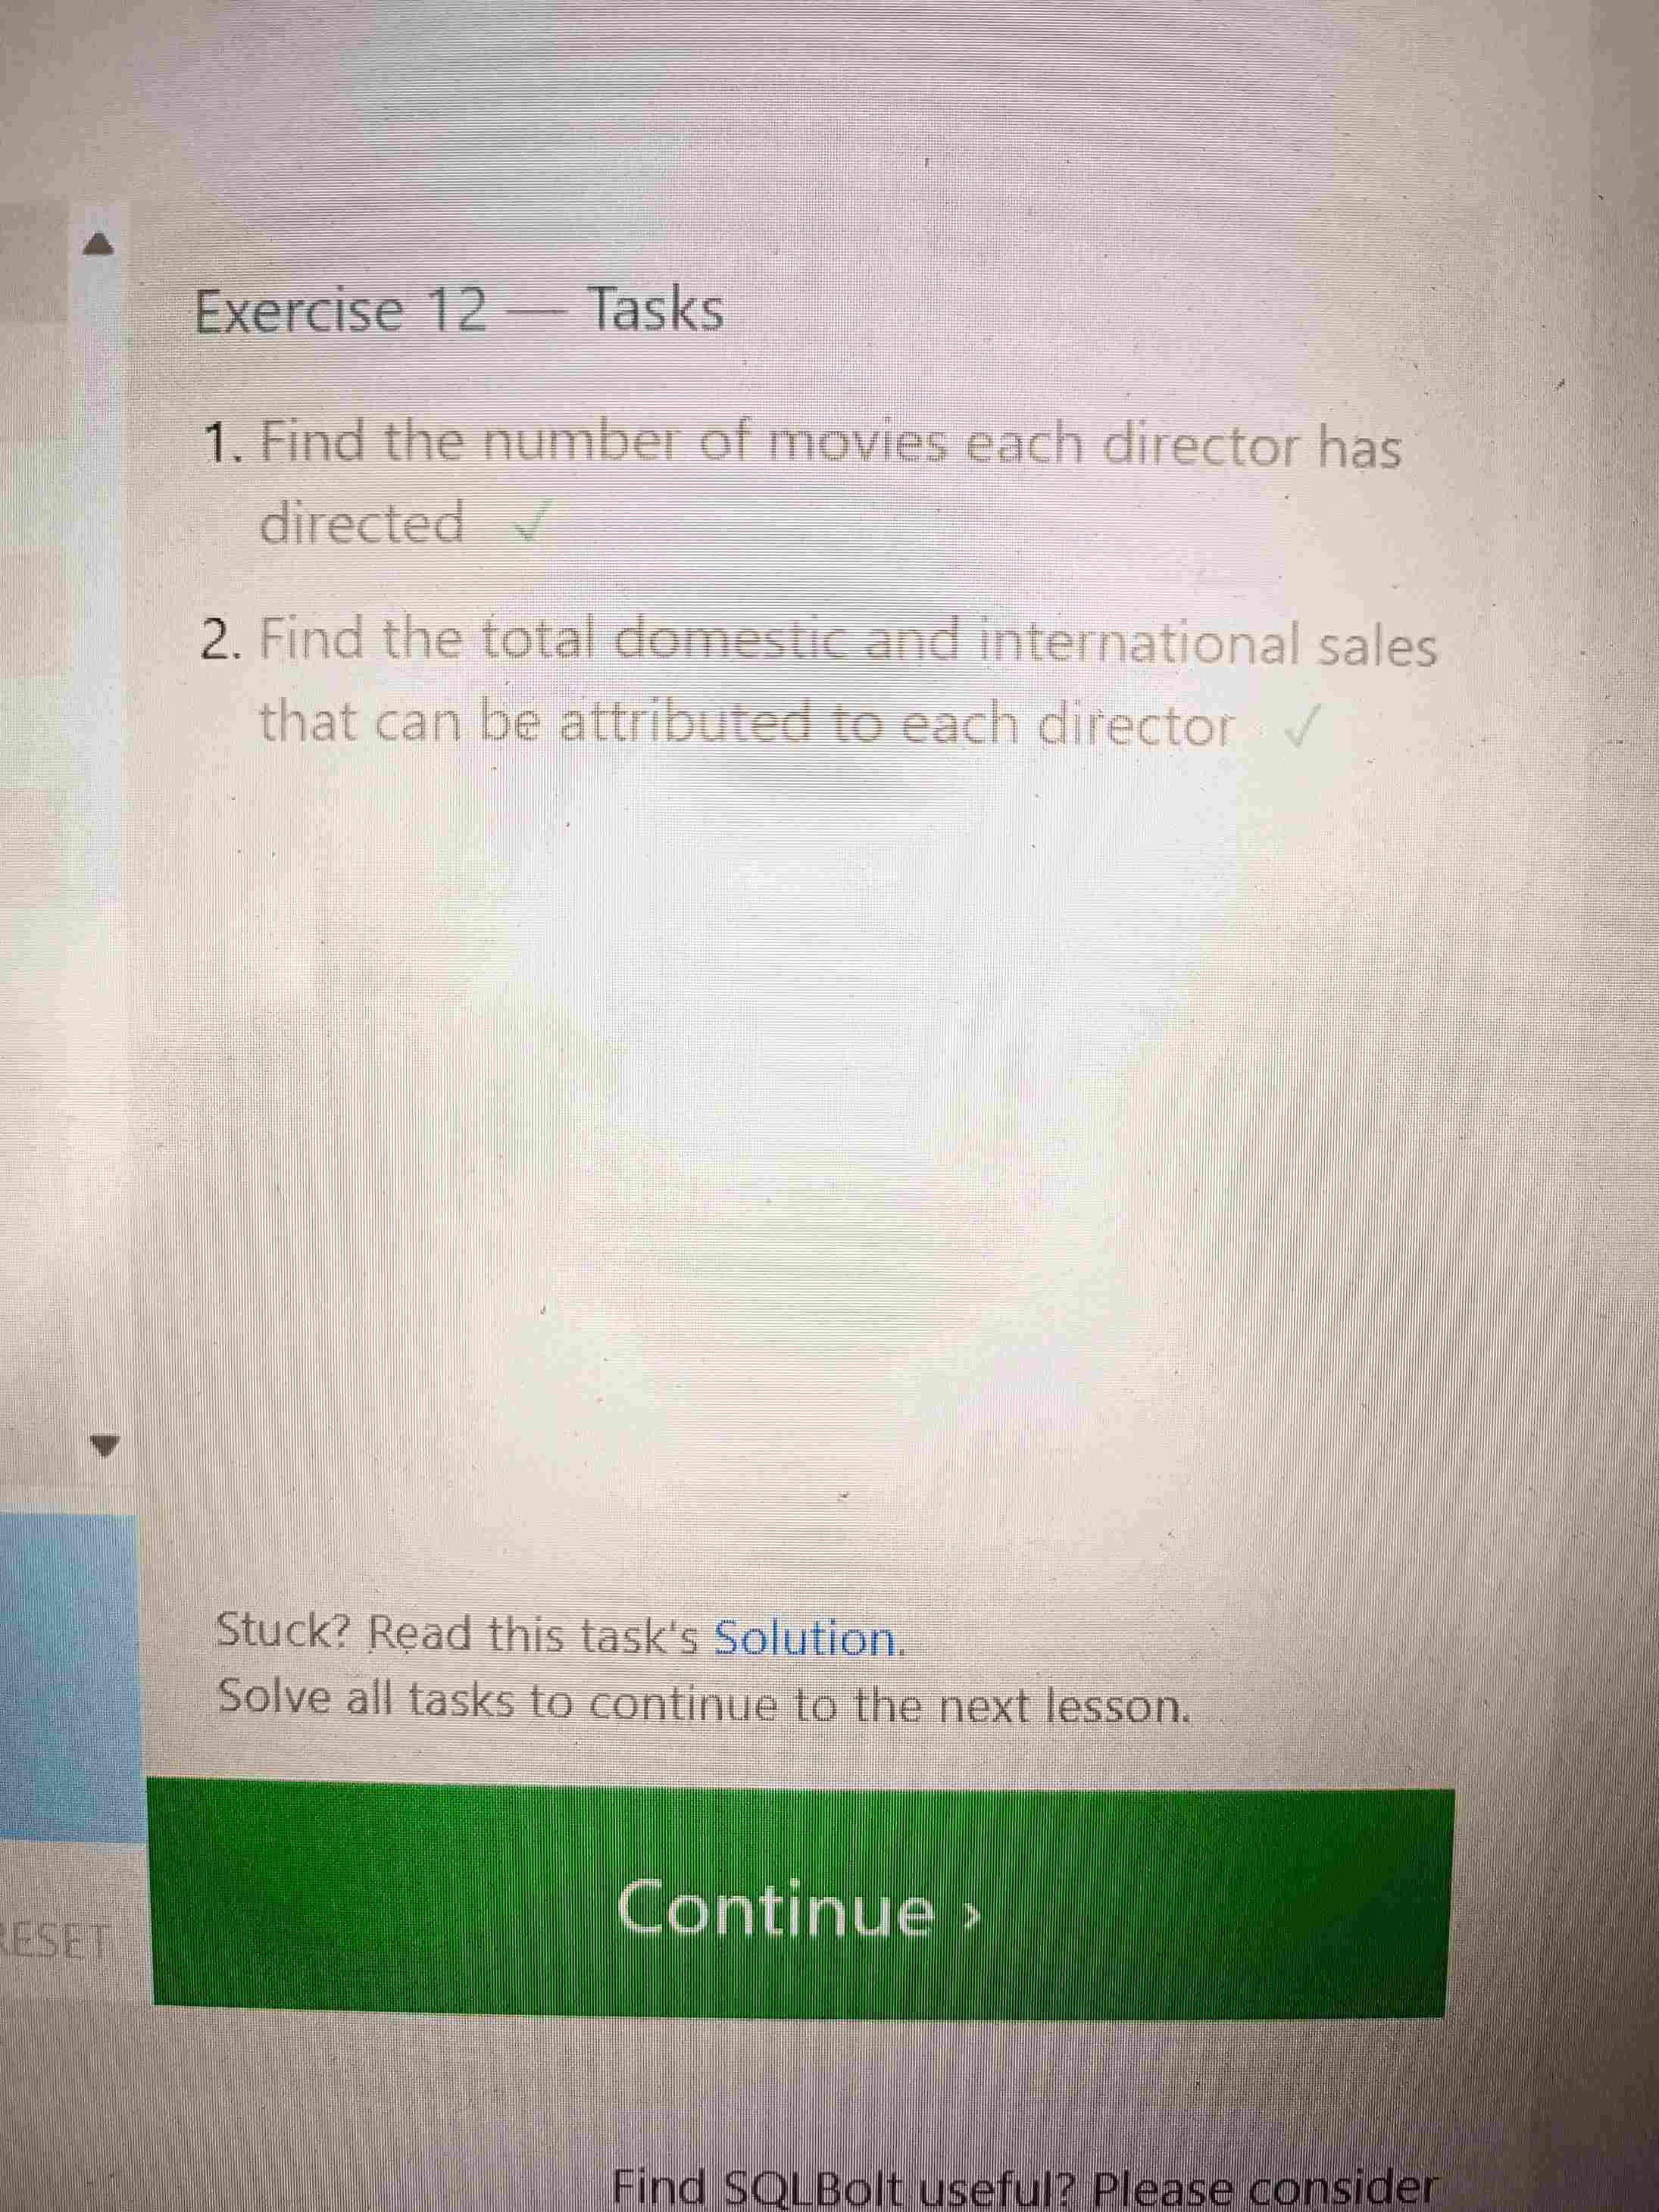 Exercise 12 — Tasks
1. Find the number of movies each director has
directed ✓
2. Find the total domestic and international sales
that can be attributed to each director ✓
Stuck? Read this task's Solution.
Solve all tasks to continue to the next lesson.
Continue ›
RESET
Find SQLBolt useful? Please consider